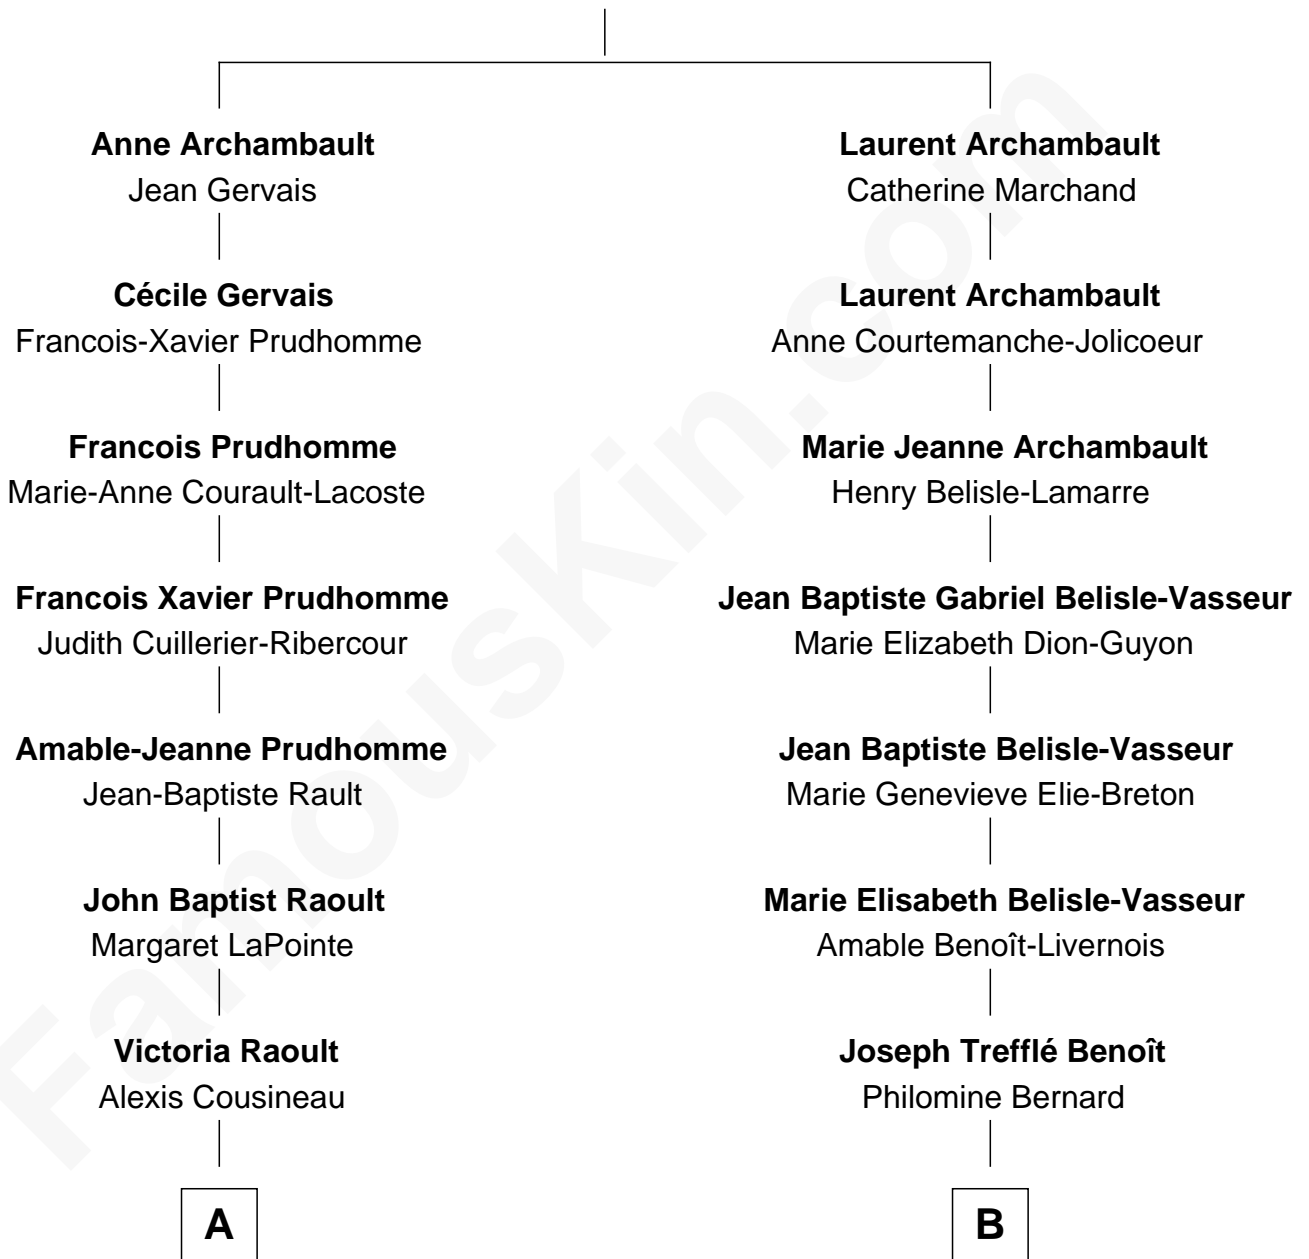 Anne Archambault
Jean Gervais
Cécile Gervais
Francois-Xavier Prudhomme
Francois Prudhomme
Marie-Anne Courault-Lacoste
Francois Xavier Prudhomme
Judith Cuillerier-Ribercour
Amable-Jeanne Prudhomme
Jean-Baptiste Rault
John Baptist Raoult
Margaret LaPointe
Victoria Raoult
Alexis Cousineau
A
Laurent Archambault
Catherine Marchand
Laurent Archambault
Anne Courtemanche-Jolicoeur
Marie Jeanne Archambault
Henry Belisle-Lamarre
Jean Baptiste Gabriel Belisle-Vasseur
Marie Elizabeth Dion-Guyon
Jean Baptiste Belisle-Vasseur
Marie Genevieve Elie-Breton
Marie Elisabeth Belisle-Vasseur
Amable Benoît-Livernois
Joseph Trefflé Benoît
Philomine Bernard
B
FamousKin.com